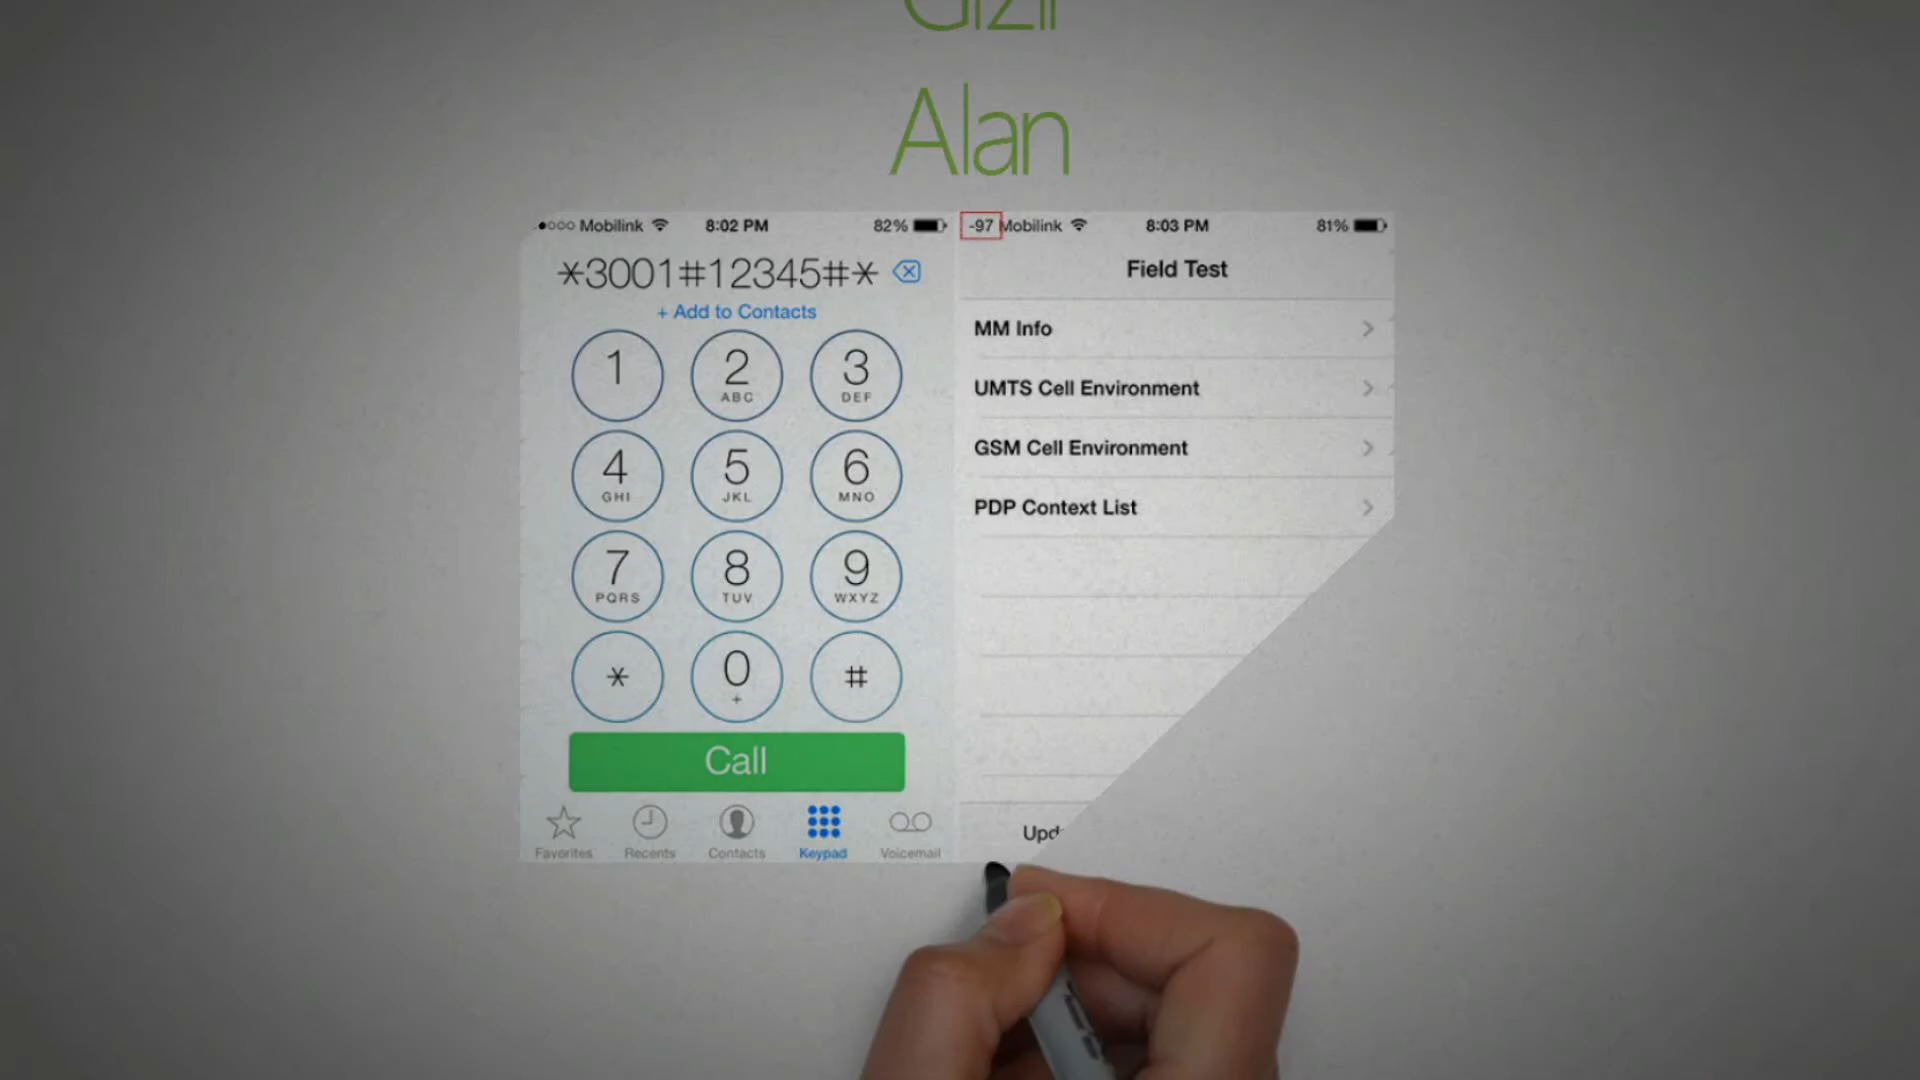 Gizli
Alan
Mobilink 8:02 PM 82%
*3001#12345#*
+ Add to Contacts
1 2 3
ABC DEF
4 5 6
GHI JKL MNO
7 8 9
PQRS TUV WXYZ
* 0 #
+
Call
Favorites Recents Contacts Keypad Voicemail
-97 Mobilink 8:03 PM 81%
Field Test
MM Info
UMTS Cell Environment
GSM Cell Environment
PDP Context List
Upd